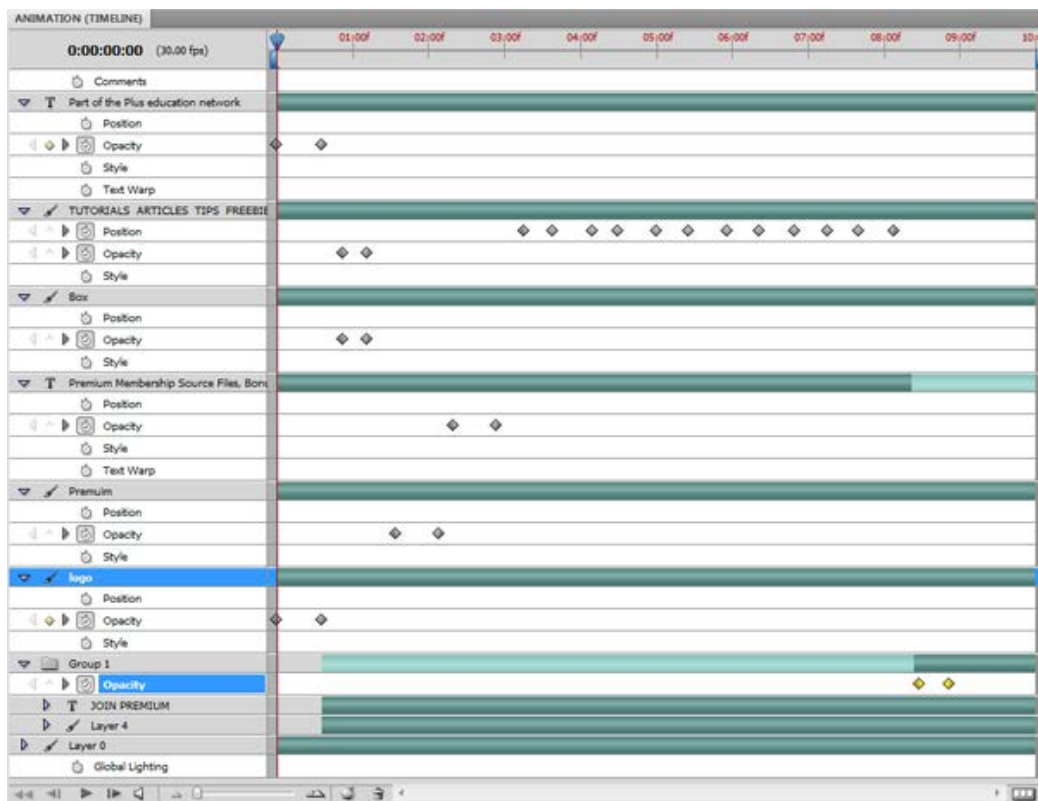 ANIMATION (TIMELINE)
0:00:00:00 (30.00 fps)
01:00f 02:00f 03:00f 04:00f 05:00f 06:00f 07:00f 08:00f 09:00f 10:
Comments
T Part of the Plus education network
Position
Opacity
Style
Text Warp
TUTORIALS ARTICLES TIPS FREEBIE
Position
Opacity
Style
Box
Position
Opacity
Style
T Premium Membership Source Files, Bonu
Position
Opacity
Style
Text Warp
Premuim
Position
Opacity
Style
logo
Position
Opacity
Style
Group 1
Opacity
T JOIN PREMIUM
Layer 4
Layer 0
Global Lighting